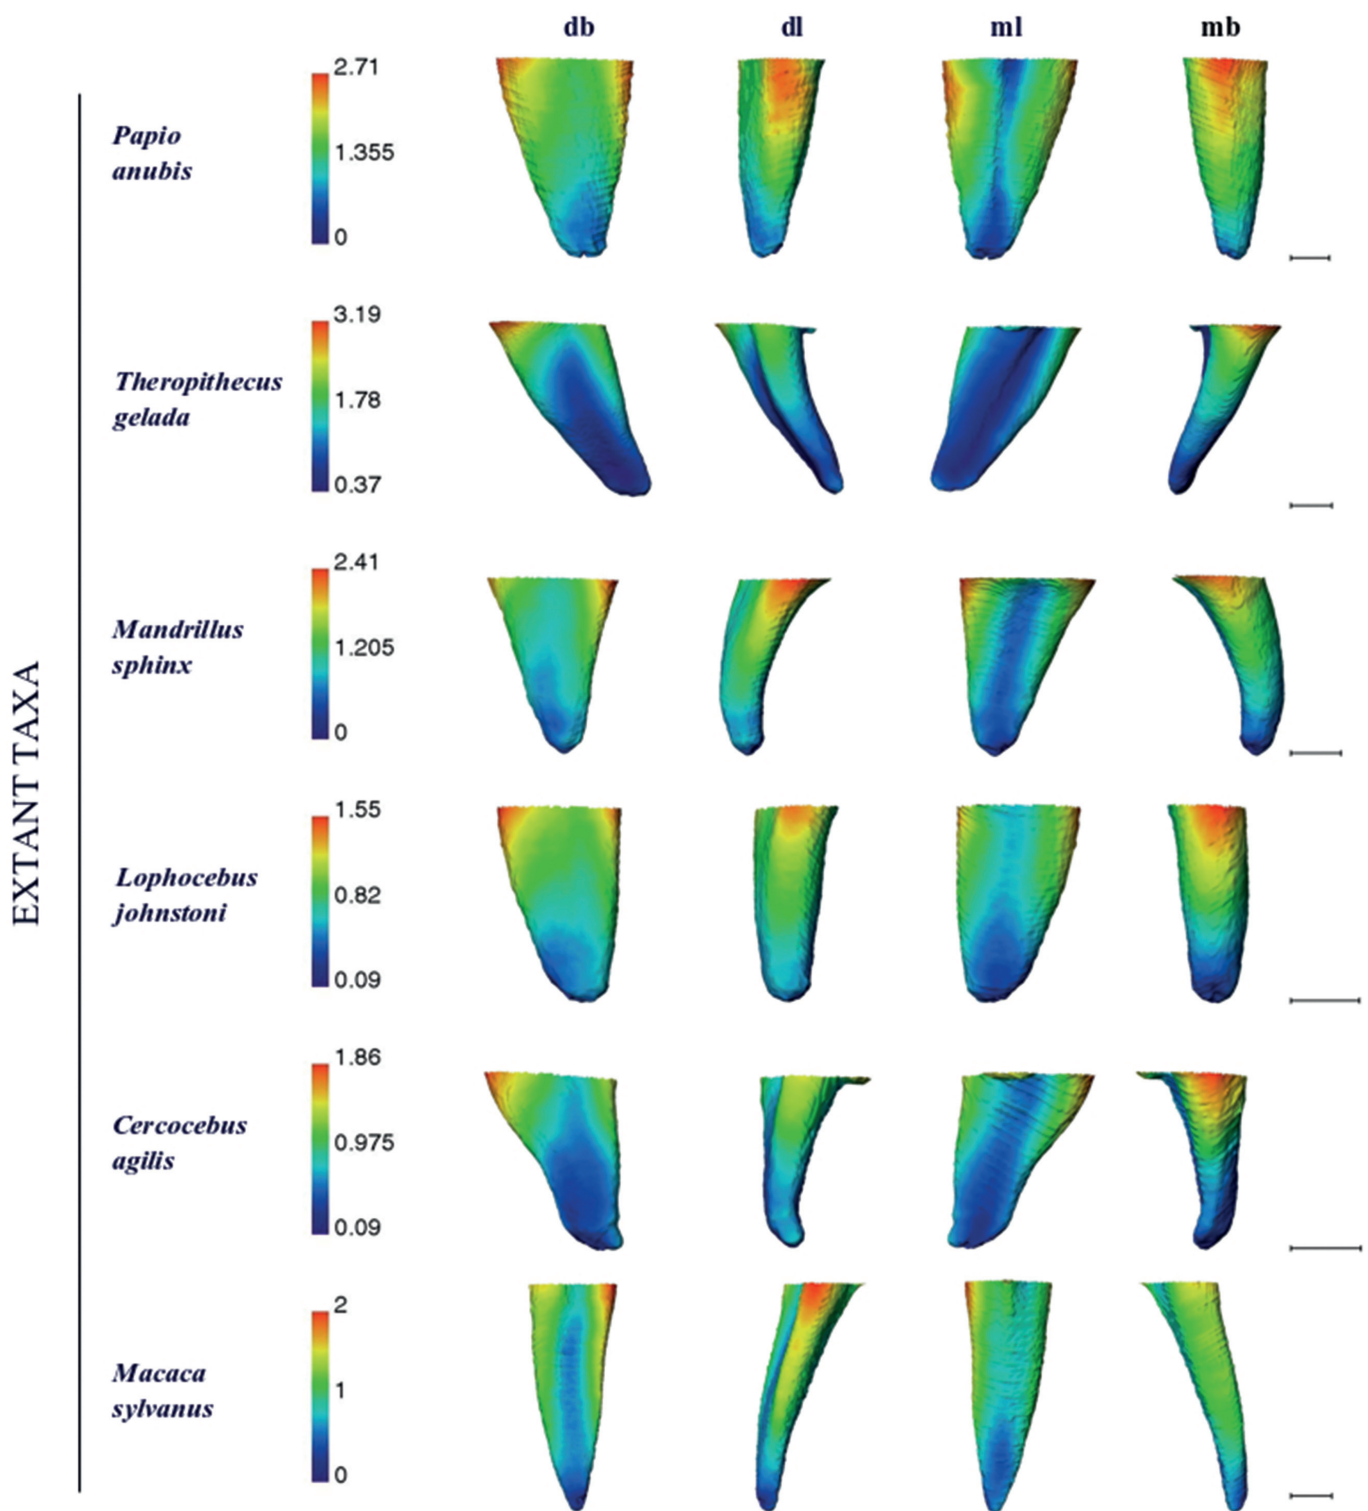 db dl ml mb
EXTANT TAXA
Papio
anubis
2.71
1.355
0
Theropithecus
gelada
3.19
1.78
0.37
Mandrillus
sphinx
2.41
1.205
0
Lophocebus
johnstoni
1.55
0.82
0.09
Cercocebus
agilis
1.86
0.975
0.09
Macaca
sylvanus
2
1
0